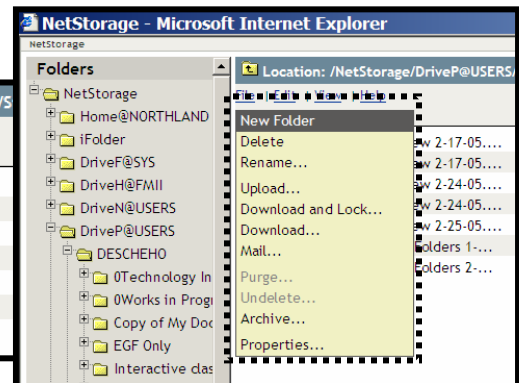 NetStorage - Microsoft Internet Explorer
NetStorage
Folders
Location: /NetStorage/DriveP@USERS/
NetStorage
File | Edit | View | Help
Home@NORTHLAND
iFolder
DriveF@SYS
DriveH@FMII
DriveN@USERS
DriveP@USERS
DESCHEHO
0Technology In
0Works in Progr
Copy of My Doc
EGF Only
Interactive clas
New Folder
Delete
Rename...
Upload...
Download and Lock...
Download...
Mail...
Purge...
Undelete...
Archive...
Properties...
w 2-17-05....
w 2-17-05....
w 2-24-05....
w 2-24-05....
w 2-25-05....
Folders 1-...
Folders 2-...